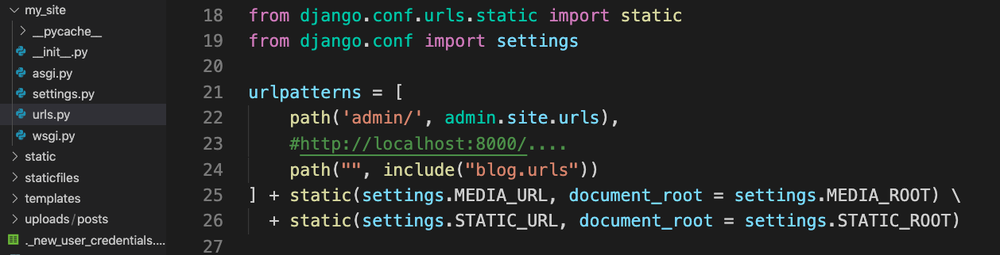 my_site
__pycache__
__init__.py
asgi.py
settings.py
urls.py
wsgi.py
static
staticfiles
templates
uploads/posts
._new_user_credentials....
18 from django.conf.urls.static import static
19 from django.conf import settings
20
21 urlpatterns = [
22 path('admin/', admin.site.urls),
23 #http://localhost:8000/....
24 path("", include("blog.urls"))
25 ] + static(settings.MEDIA_URL, document_root = settings.MEDIA_ROOT) \
26 + static(settings.STATIC_URL, document_root = settings.STATIC_ROOT)
27